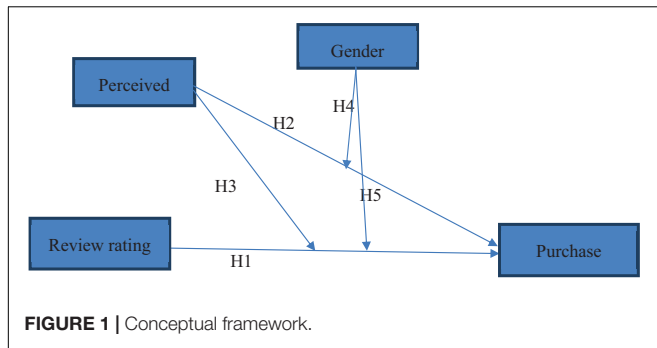 Gender
Perceived
H4
H2
H3
H5
Review rating
Purchase
H1
FIGURE 1 | Conceptual framework.